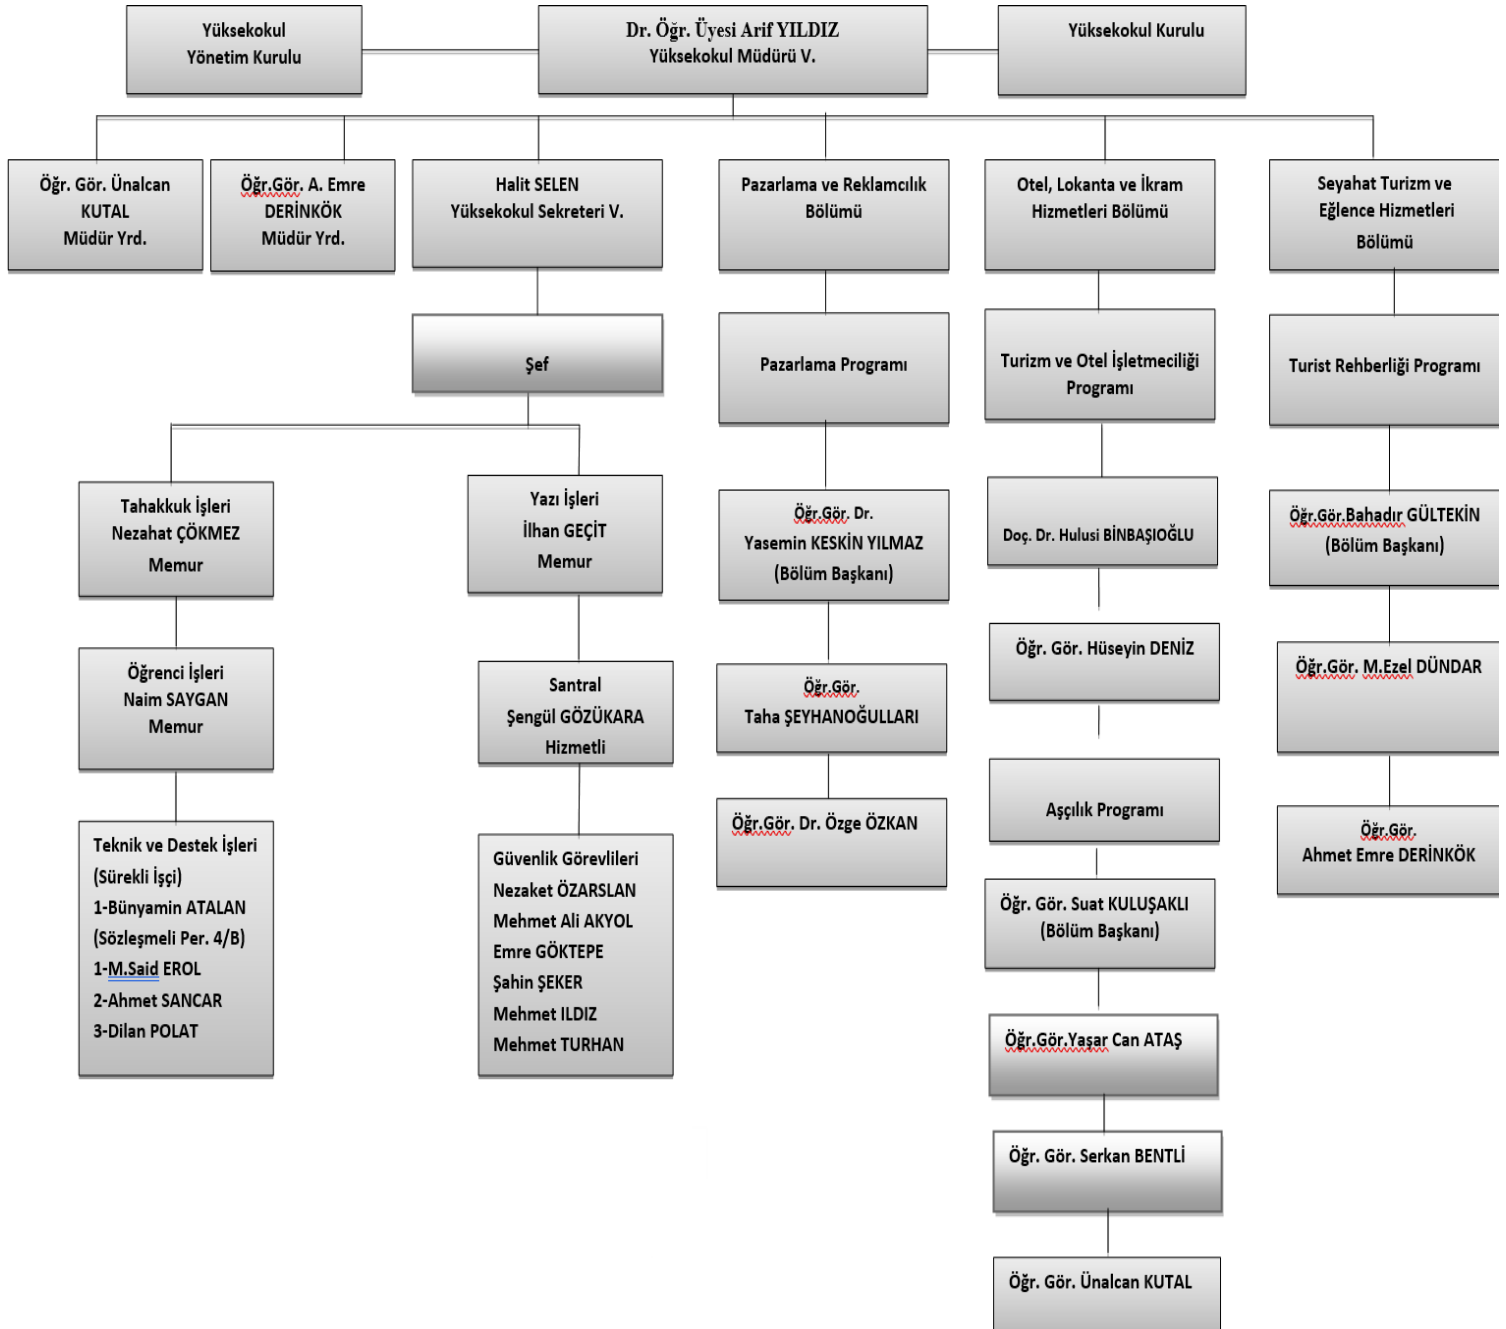 Yüksekokul
Yönetim Kurulu
Dr. Öğr. Üyesi Arif YILDIZ
Yüksekokul Müdürü V.
Yüksekokul Kurulu
Öğr. Gör. Ünalcan
KUTAL
Müdür Yrd.
Öğr.Gör. A. Emre
DERİNKÖK
Müdür Yrd.
Halit SELEN
Yüksekokul Sekreteri V.
Pazarlama ve Reklamcılık
Bölümü
Otel, Lokanta ve İkram
Hizmetleri Bölümü
Seyahat Turizm ve
Eğlence Hizmetleri
Bölümü
Şef
Pazarlama Programı
Turizm ve Otel İşletmeciliği
Programı
Turist Rehberliği Programı
Tahakkuk İşleri
Nezahat ÇÖKMEZ
Memur
Yazı İşleri
İlhan GEÇİT
Memur
Öğr.Gör. Dr.
Yasemin KESKİN YILMAZ
(Bölüm Başkanı)
Doç. Dr. Hulusi BİNBAŞIOĞLU
Öğr.Gör.Bahadır GÜLTEKİN
(Bölüm Başkanı)
Öğrenci İşleri
Naim SAYGAN
Memur
Santral
Şengül GÖZÜKARA
Hizmetli
Öğr.Gör.
Taha ŞEYHANOĞULLARI
Öğr. Gör. Hüseyin DENİZ
Öğr.Gör. M.Ezel DÜNDAR
Teknik ve Destek İşleri
(Sürekli İşçi)
1-Bünyamin ATALAN
(Sözleşmeli Per. 4/B)
1-M.Said EROL
2-Ahmet SANCAR
3-Dilan POLAT
Güvenlik Görevlileri
Nezaket ÖZARSLAN
Mehmet Ali AKYOL
Emre GÖKTEPE
Şahin ŞEKER
Mehmet ILDIZ
Mehmet TURHAN
Öğr.Gör. Dr. Özge ÖZKAN
Aşçılık Programı
Öğr.Gör.
Ahmet Emre DERİNKÖK
Öğr. Gör. Suat KULUŞAKLI
(Bölüm Başkanı)
Öğr.Gör.Yaşar Can ATAŞ
Öğr. Gör. Serkan BENTLİ
Öğr. Gör. Ünalcan KUTAL